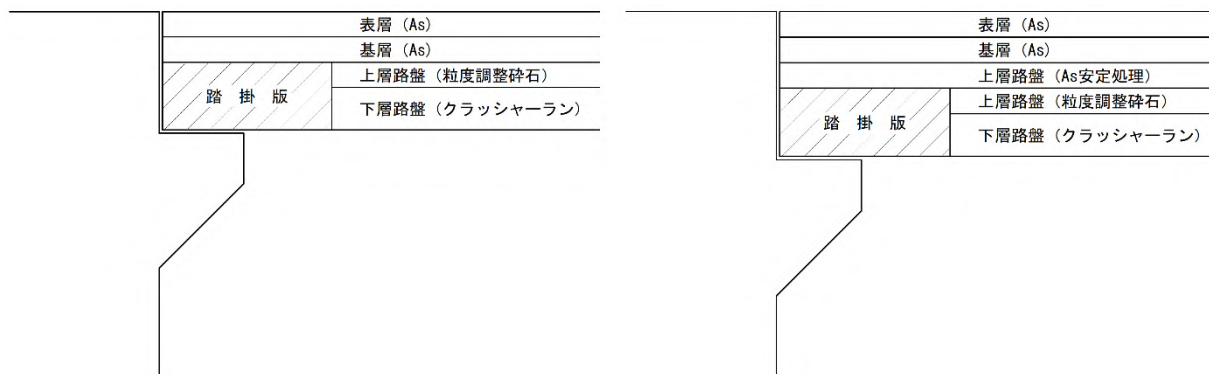 表層（As）
基層（As）
上層路盤（粒度調整砕石）
踏 掛 版
下層路盤（クラッシャーラン）
表層（As）
基層（As）
上層路盤（As安定処理）
上層路盤（粒度調整砕石）
踏 掛 版
下層路盤（クラッシャーラン）